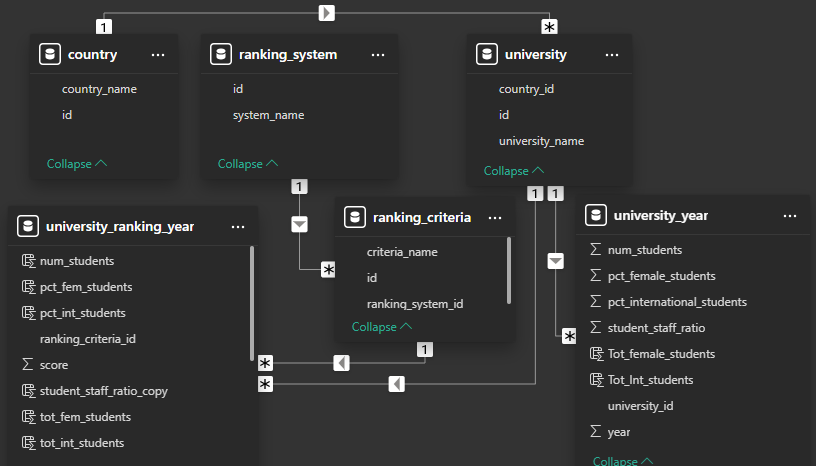 1
*
country
...
country_name
id
Collapse
ranking_system
...
id
system_name
Collapse
university
...
country_id
id
university_name
Collapse
1
1
1
university_ranking_year
...
num_students
pct_fem_students
pct_int_students
ranking_criteria_id
Σ score
student_staff_ratio_copy
tot_fem_students
tot_int_students
*
ranking_criteria
...
criteria_name
id
ranking_system_id
Collapse
1
*
*
university_year
...
Σ num_students
Σ pct_female_students
Σ pct_international_students
Σ student_staff_ratio
Tot_female_students
Tot_Int_students
university_id
Σ year
Collapse
*